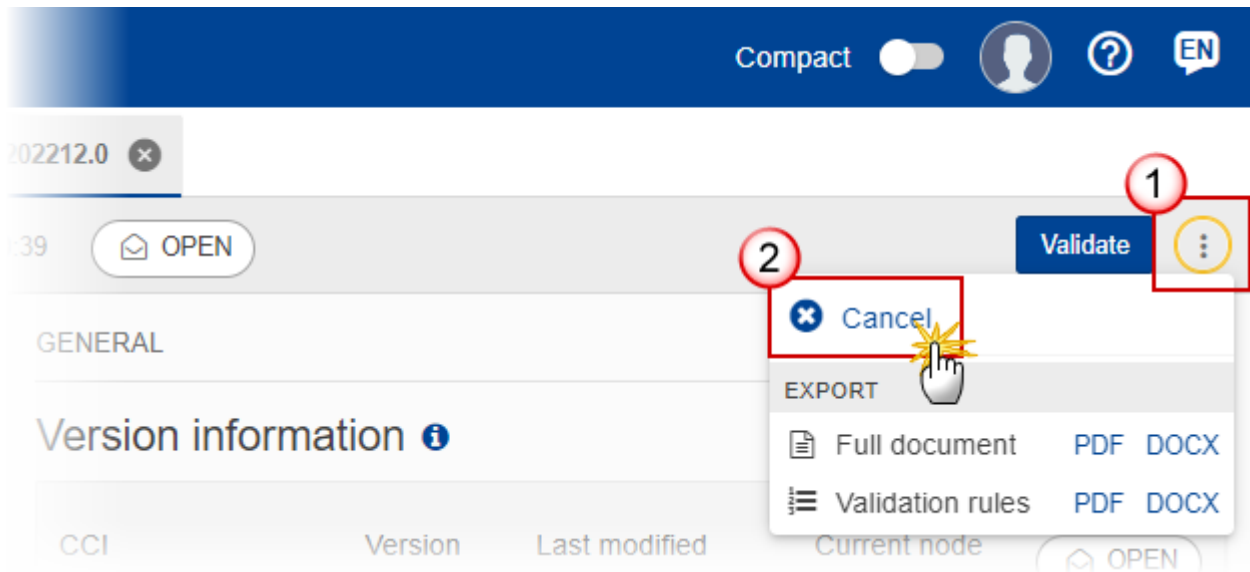 Compact EN
202212.0
1
:39 OPEN Validate
2
Cancel
GENERAL
EXPORT
Version information
Full document PDF DOCX
Validation rules PDF DOCX
CCI Version Last modified Current node OPEN